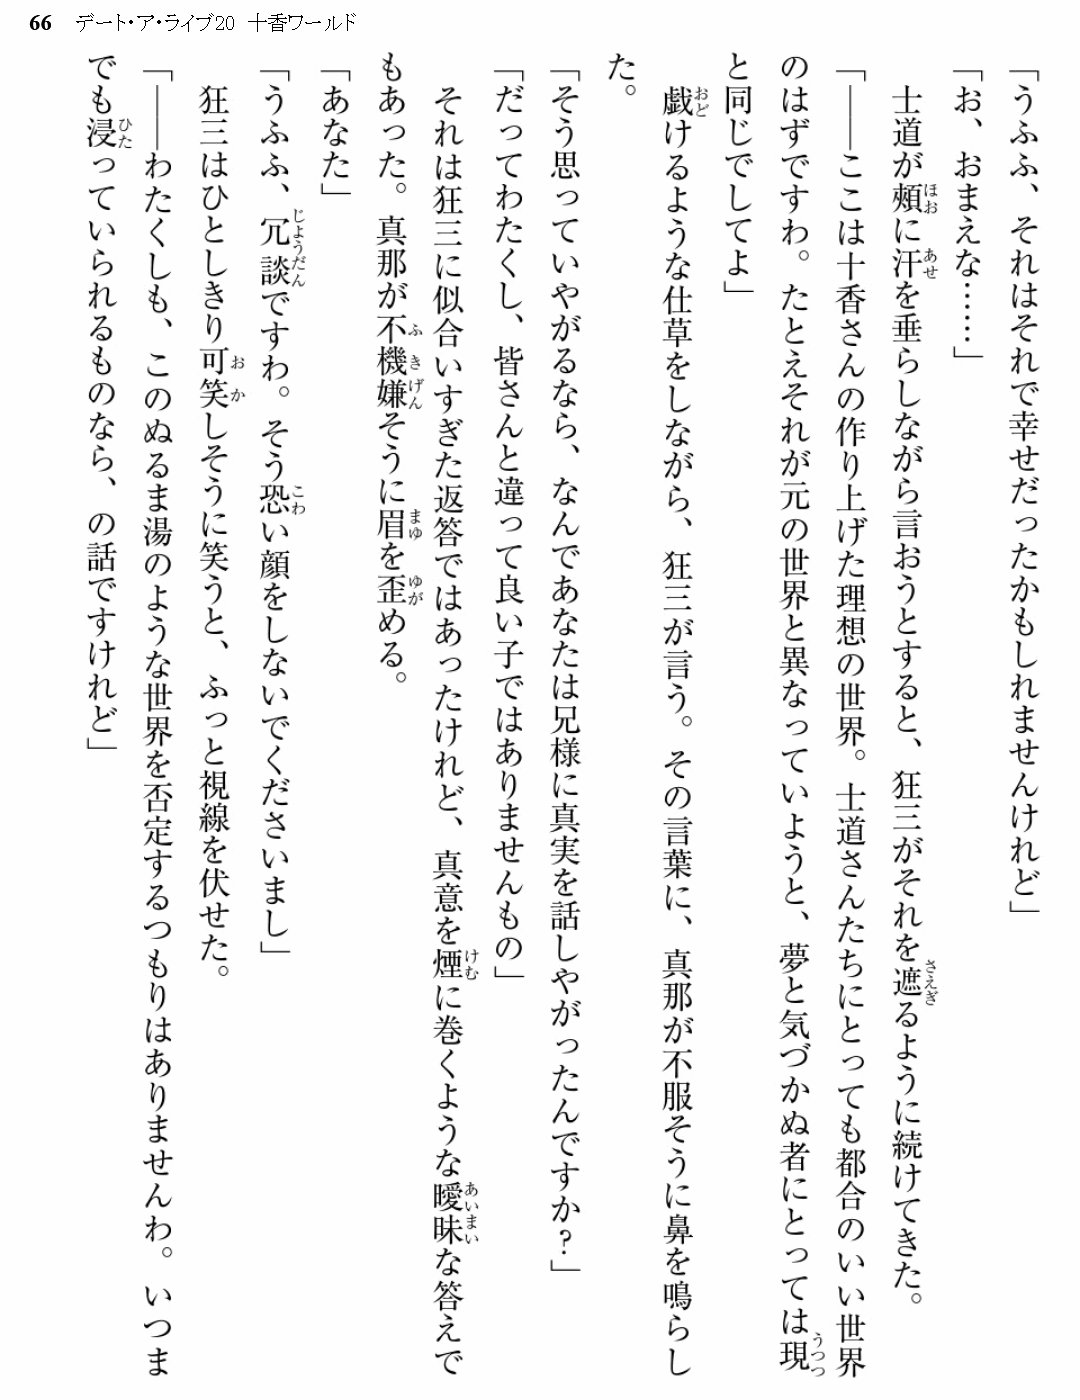 66 デート・ア・ライブ20 十香ワールド
「うふふ、それはそれで幸せだったかもしれませんけれど」
「お、おまえな……」
士道が頰に汗を垂らしながら言おうとすると、狂三がそれを遮るように続けてきた。
「――ここは十香さんの作り上げた理想の世界。士道さんたちにとっても都合のいい世界
のはずですわ。たとえそれが元の世界と異なっていようと、夢と気づかぬ者にとっては現
と同じでしてよ」
戯けるような仕草をしながら、狂三が言う。その言葉に、真那が不服そうに鼻を鳴らし
た。
「そう思っていやがるなら、なんであなたは兄様に真実を話しやがったんですか？」
「だってわたくし、皆さんと違って良い子ではありませんもの」
それは狂三に似合いすぎた返答ではあったけれど、真意を煙に巻くような曖昧な答えで
もあった。真那が不機嫌そうに眉を歪める。
「あなた」
「うふふ、冗談ですわ。そう恐い顔をしないでくださいまし」
狂三はひとしきり可笑しそうに笑うと、ふっと視線を伏せた。
「――わたくしも、このぬるま湯のような世界を否定するつもりはありませんわ。いつま
でも浸っていられるものなら、の話ですけれど」